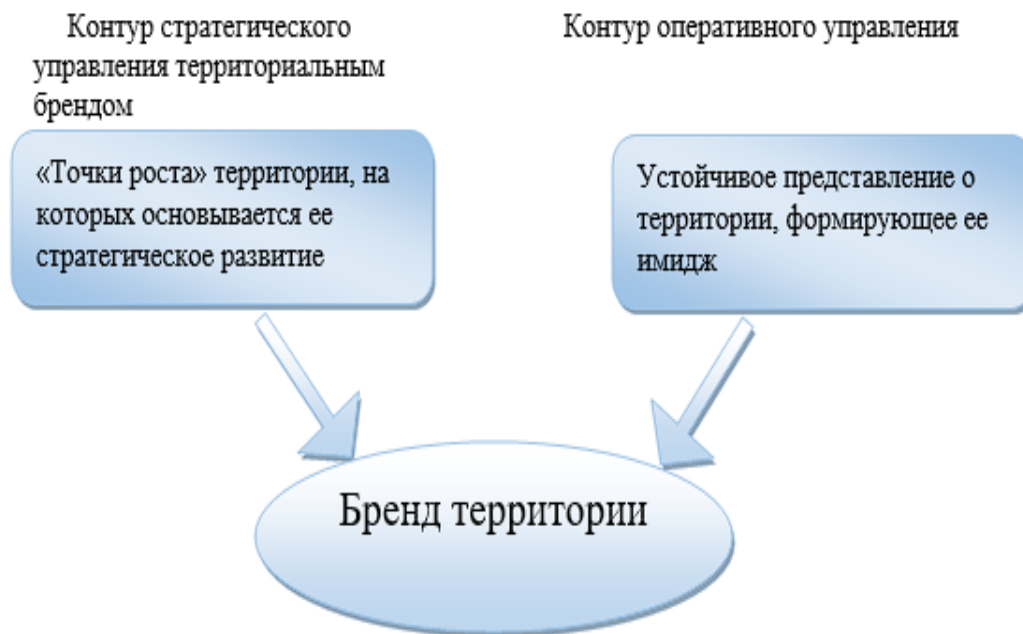 Контур стратегического
управления территориальным
брендом
Контур оперативного управления
«Точки роста» территории, на
которых основывается ее
стратегическое развитие
Устойчивое представление о
территории, формирующее ее
имидж
Бренд территории